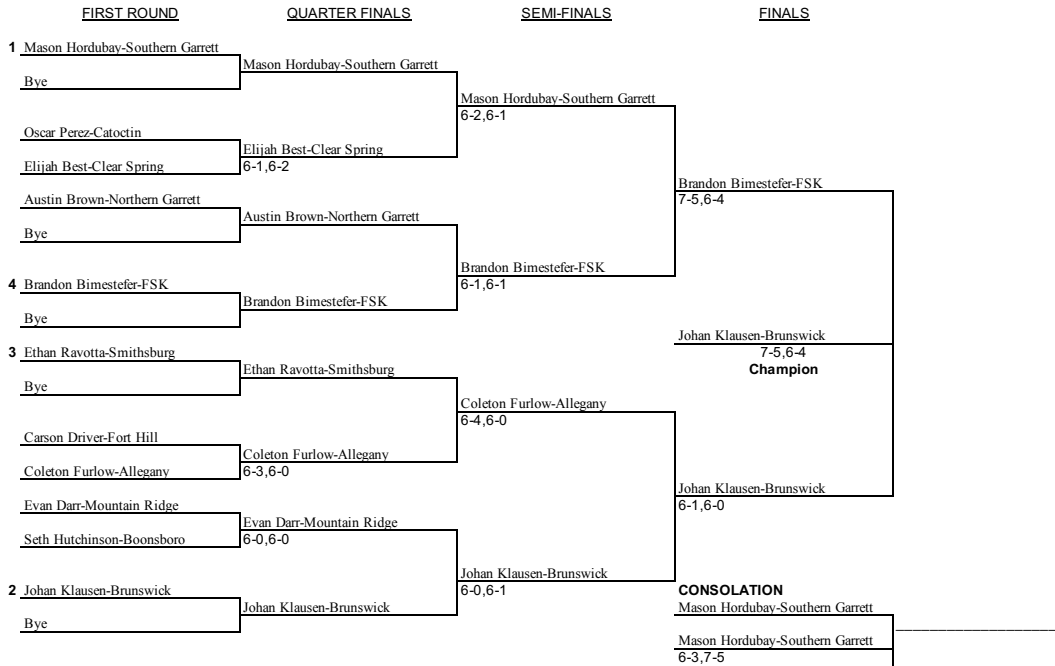 FIRST ROUND QUARTER FINALS SEMI-FINALS FINALS
1 Mason Hordubay-Southern Garrett
Mason Hordubay-Southern Garrett
Bye
Mason Hordubay-Southern Garrett
6-2,6-1
Oscar Perez-Catoctin
Elijah Best-Clear Spring
Elijah Best-Clear Spring
6-1,6-2
Brandon Bimestefer-FSK
7-5,6-4
Austin Brown-Northern Garrett
Austin Brown-Northern Garrett
Bye
Brandon Bimestefer-FSK
6-1,6-1
4 Brandon Bimestefer-FSK
Brandon Bimestefer-FSK
Bye
Johan Klausen-Brunswick
7-5,6-4
Champion
3 Ethan Ravotta-Smithsburg
Ethan Ravotta-Smithsburg
Bye
Coleton Furlow-Allegany
6-4,6-0
Carson Driver-Fort Hill
Coleton Furlow-Allegany
Coleton Furlow-Allegany
6-3,6-0
Johan Klausen-Brunswick
6-1,6-0
Evan Darr-Mountain Ridge
Evan Darr-Mountain Ridge
Seth Hutchinson-Boonsboro
6-0,6-0
Johan Klausen-Brunswick
6-0,6-1
2 Johan Klausen-Brunswick
Johan Klausen-Brunswick
Bye
CONSOLATION
Mason Hordubay-Southern Garrett
Mason Hordubay-Southern Garrett
6-3,7-5